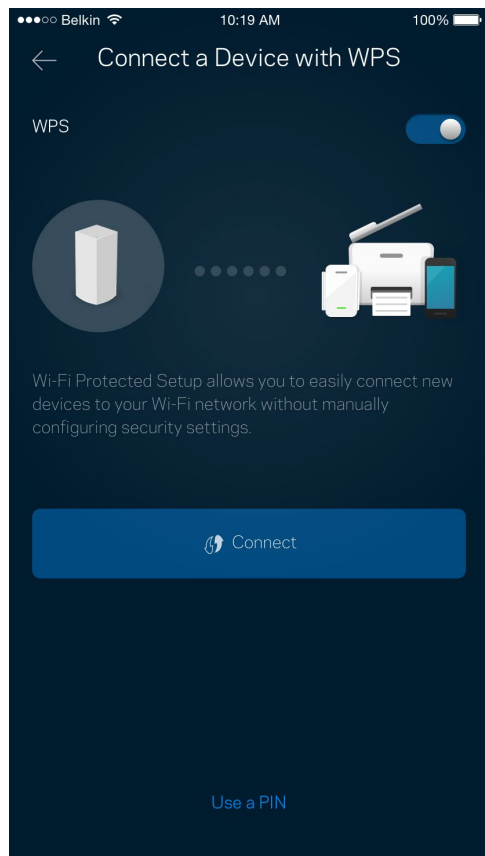 Belkin 10:19 AM 100%
Connect a Device with WPS
WPS
Wi-Fi Protected Setup allows you to easily connect new
devices to your Wi-Fi network without manually
configuring security settings.
Connect
Use a PIN